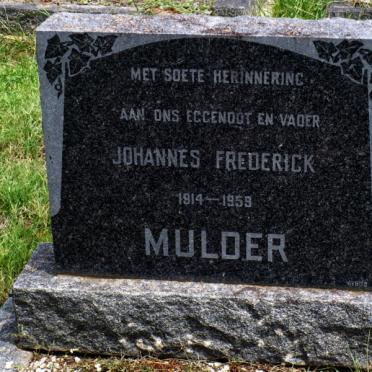 MET SOETE HERINNERING
AAN ONS EGGENOOT EN VADER
JOHANNES FREDERICK
1914-1959
MULDER